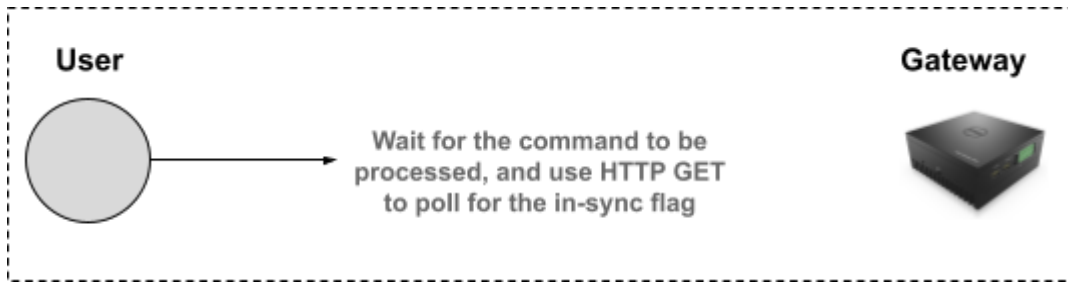 User
Gateway
Wait for the command to be
processed, and use HTTP GET
to poll for the in-sync flag